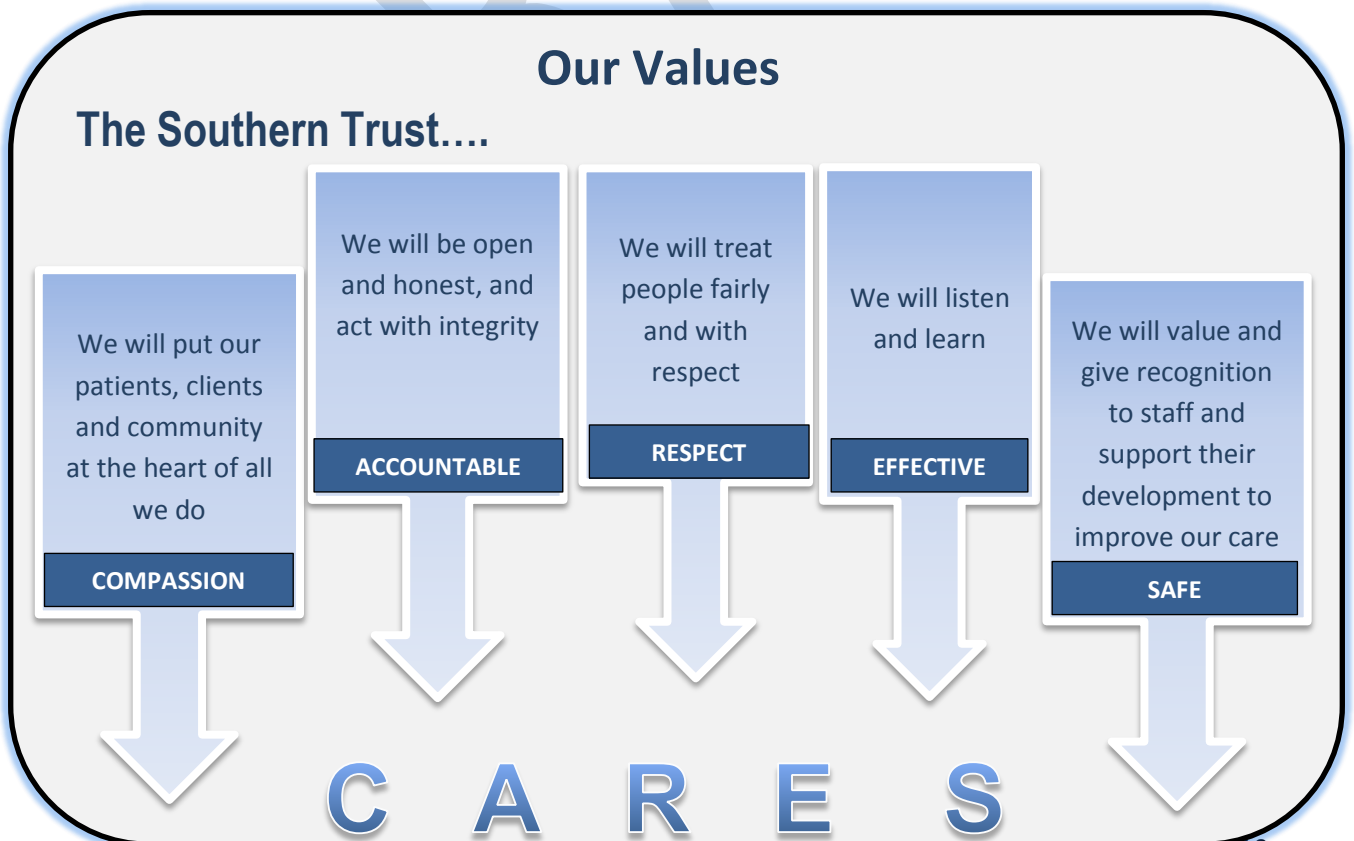 Our Values
The Southern Trust....
We will put our
patients, clients
and community
at the heart of all
we do
COMPASSION
We will be open
and honest, and
act with integrity
ACCOUNTABLE
We will treat
people fairly
and with
respect
RESPECT
We will listen
and learn
EFFECTIVE
We will value and
give recognition
to staff and
support their
development to
improve our care
SAFE
C A R E S